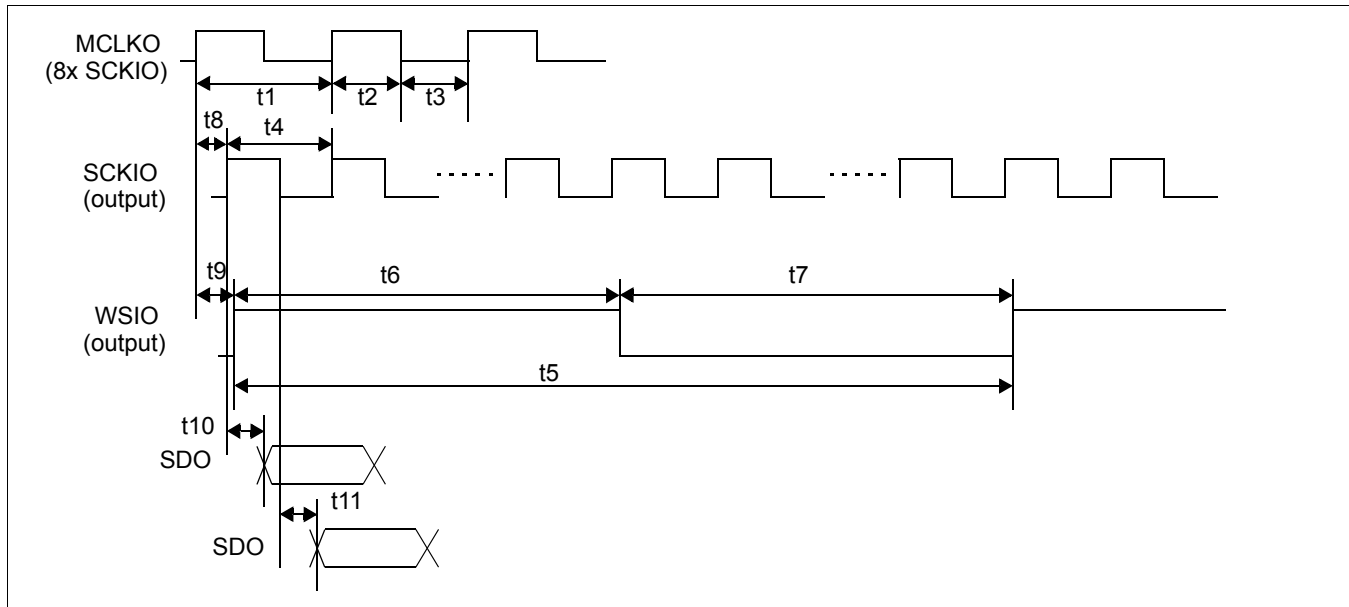 MCLKO
(8x SCKIO)
t1
t2
t3
t8
t4
SCKIO
(output)
t9
t6
t7
WSIO
(output)
t5
t10
SDO
t11
SDO